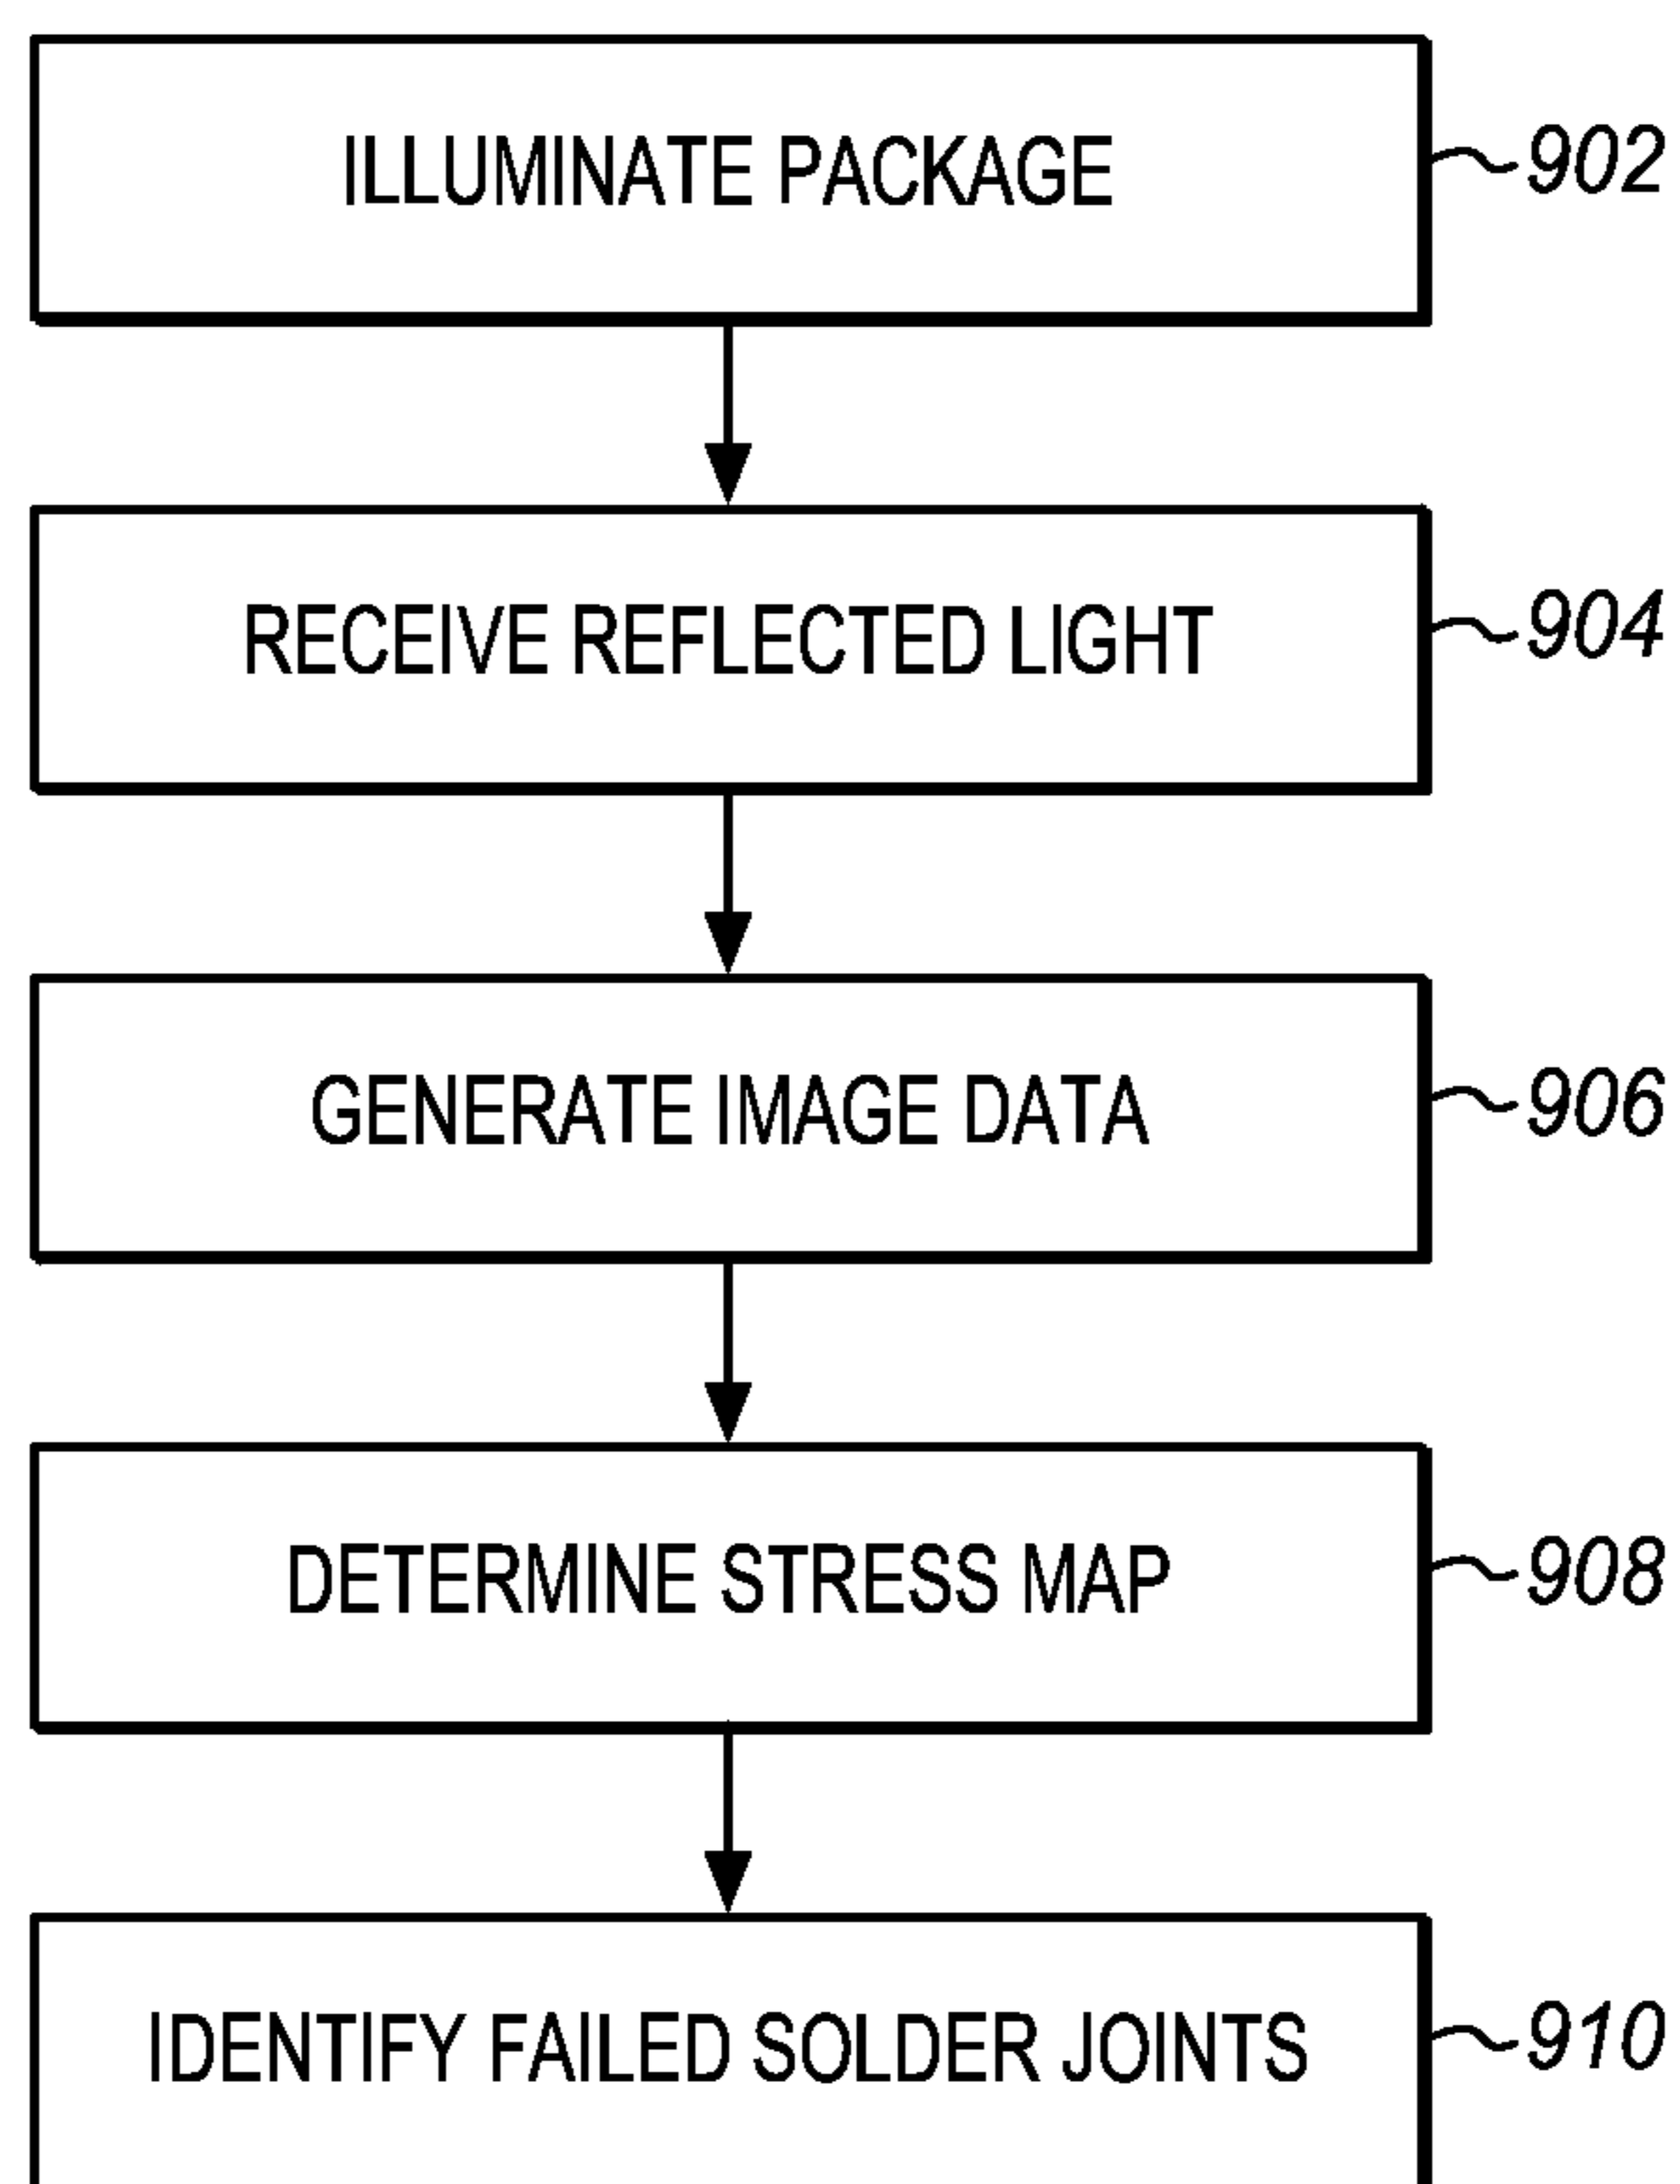 ILLUMINATE PACKAGE
902
RECEIVE REFLECTED LIGHT
904
GENERATE IMAGE DATA
906
DETERMINE STRESS MAP
908
IDENTIFY FAILED SOLDER JOINTS
910